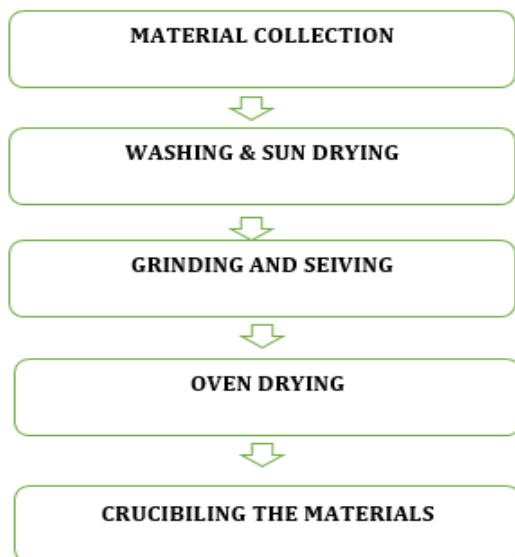 MATERIAL COLLECTION
WASHING & SUN DRYING
GRINDING AND SEIVING
OVEN DRYING
CRUCIBILING THE MATERIALS